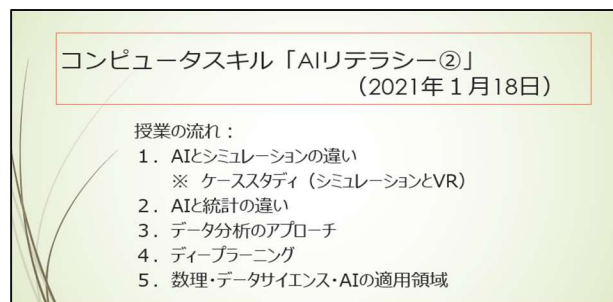 コンピュータスキル「AIリテラシー②」
（2021年１月18日）
授業の流れ：
１．AIとシミュレーションの違い
※ ケーススタディ（シミュレーションとVR）
２．AIと統計の違い
３．データ分析のアプローチ
４．ディープラーニング
５．数理・データサイエンス・AIの適用領域